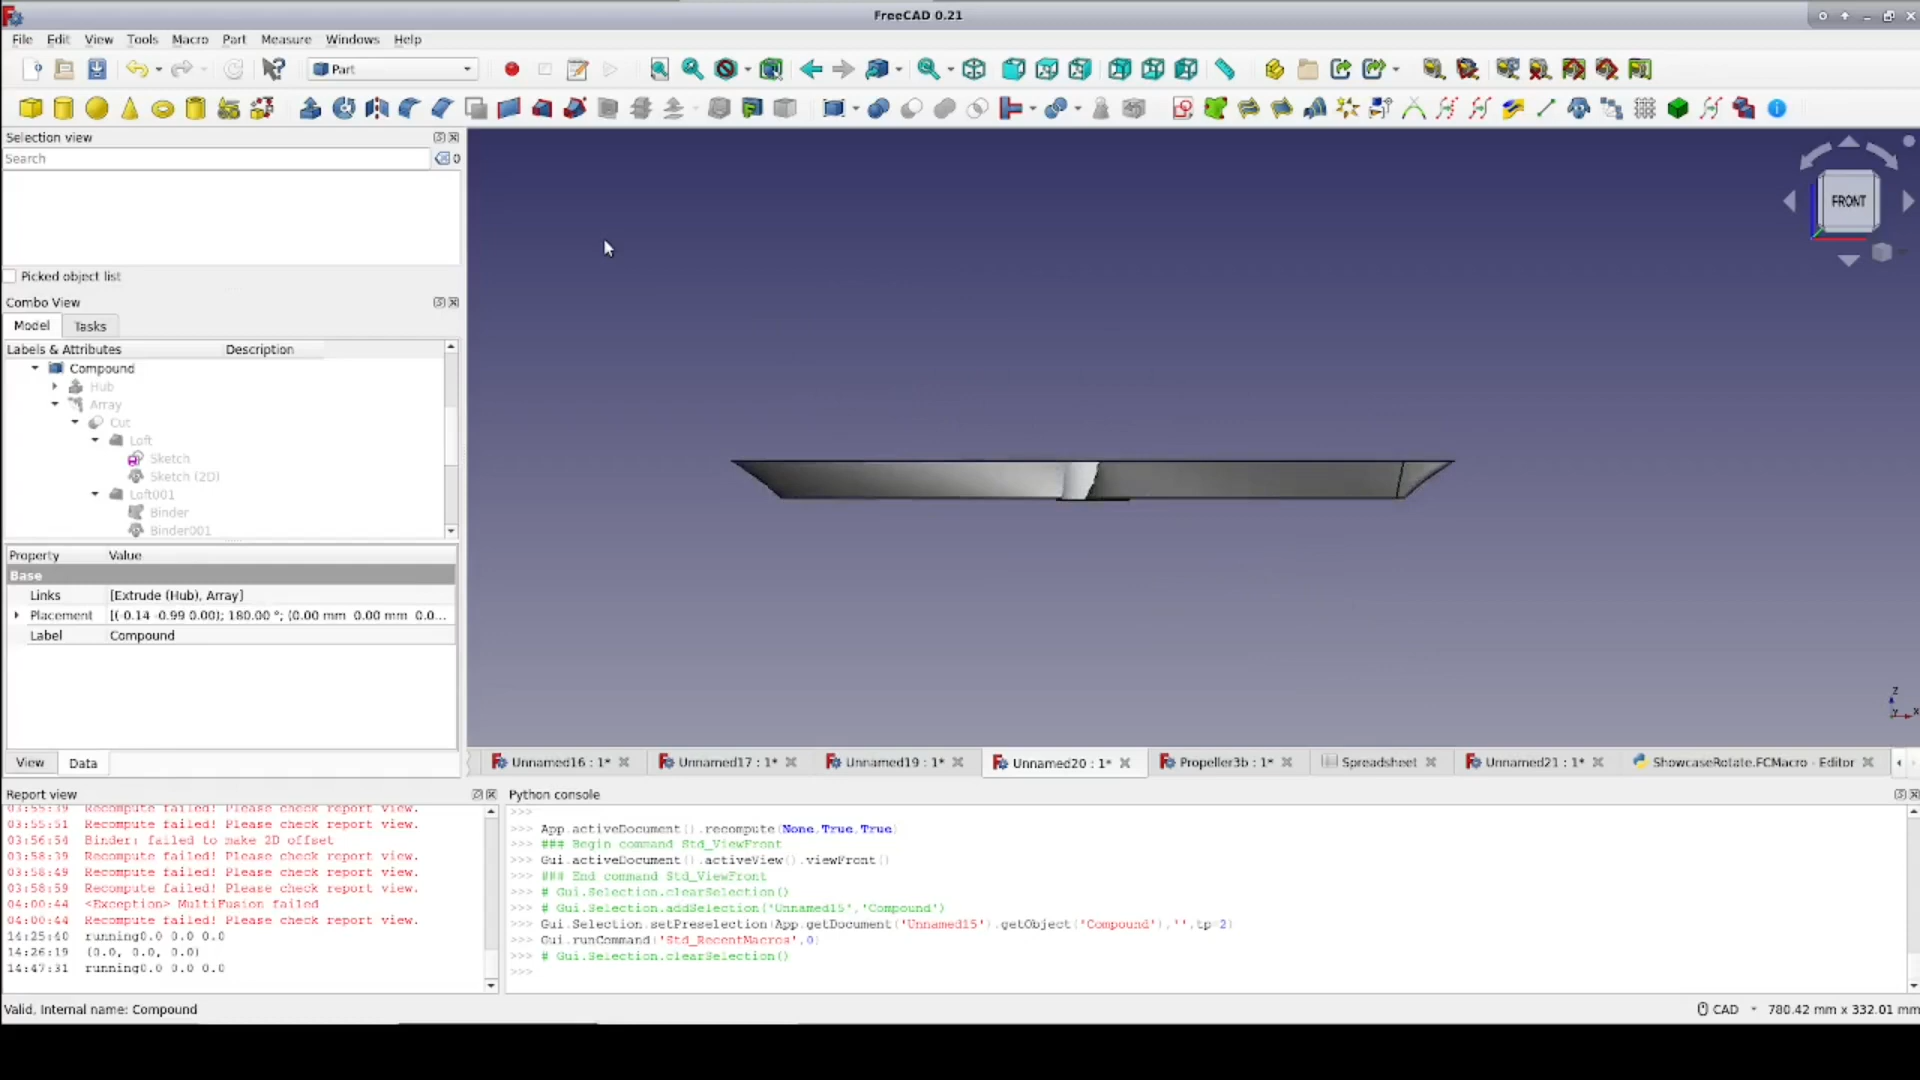 FreeCAD 0.21
File Edit View Tools Macro Part Measure Windows Help
Part
Selection view
Search
0
Picked object list
Combo View
Model Tasks
Labels & Attributes Description
Compound
Hub
Array
Cut
Loft
Sketch
Sketch (2D)
Loft001
Binder
Binder001
Property Value
Base
Links [Extrude (Hub), Array]
Placement [(-0.14 -0.99 0.00); 180.00 °; (0.00 mm 0.00 mm 0.0...
Label Compound
View Data
FRONT
Z
Y
X
Unnamed16 : 1*
Unnamed17 : 1*
Unnamed19 : 1*
Unnamed20 : 1*
Propeller3b : 1*
Spreadsheet
Unnamed21 : 1*
ShowcaseRotate.FCMacro - Editor
Report view
03:55:39 Recompute failed! Please check report view.
03:55:51 Recompute failed! Please check report view.
03:56:54 Binder: failed to make 2D offset
03:58:39 Recompute failed! Please check report view.
03:58:49 Recompute failed! Please check report view.
03:58:59 Recompute failed! Please check report view.
04:00:44 <Exception> MultiFusion failed
04:00:44 Recompute failed! Please check report view.
14:25:40 running0.0 0.0 0.0
14:26:19 (0.0, 0.0, 0.0)
14:47:31 running0.0 0.0 0.0
Python console
>>>
>>> App.activeDocument().recompute(None,True,True)
>>> ### Begin command Std_ViewFront
>>> Gui.activeDocument().activeView().viewFront()
>>> ### End command Std_ViewFront
>>> # Gui.Selection.clearSelection()
>>> # Gui.Selection.addSelection('Unnamed15','Compound')
>>> Gui.Selection.setPreselection(App.getDocument('Unnamed15').getObject('Compound'),'',tp=2)
>>> Gui.runCommand('Std_RecentMacros',0)
>>> # Gui.Selection.clearSelection()
>>>
Valid, Internal name: Compound
CAD
780.42 mm x 332.01 mm